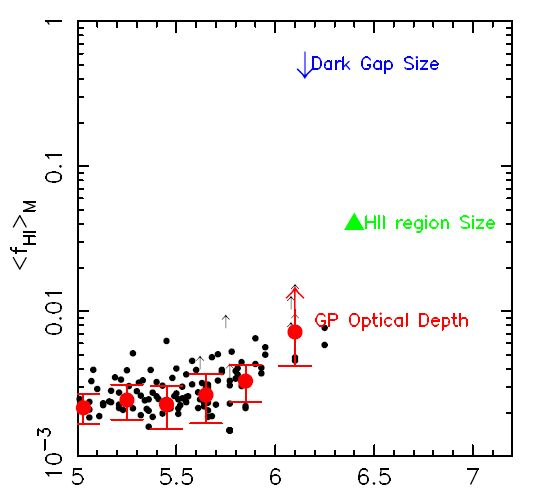 1
Dark Gap Size
0.1
HII region Size
<f_HI>_M
0.01
GP Optical Depth
10^-3
5 5.5 6 6.5 7